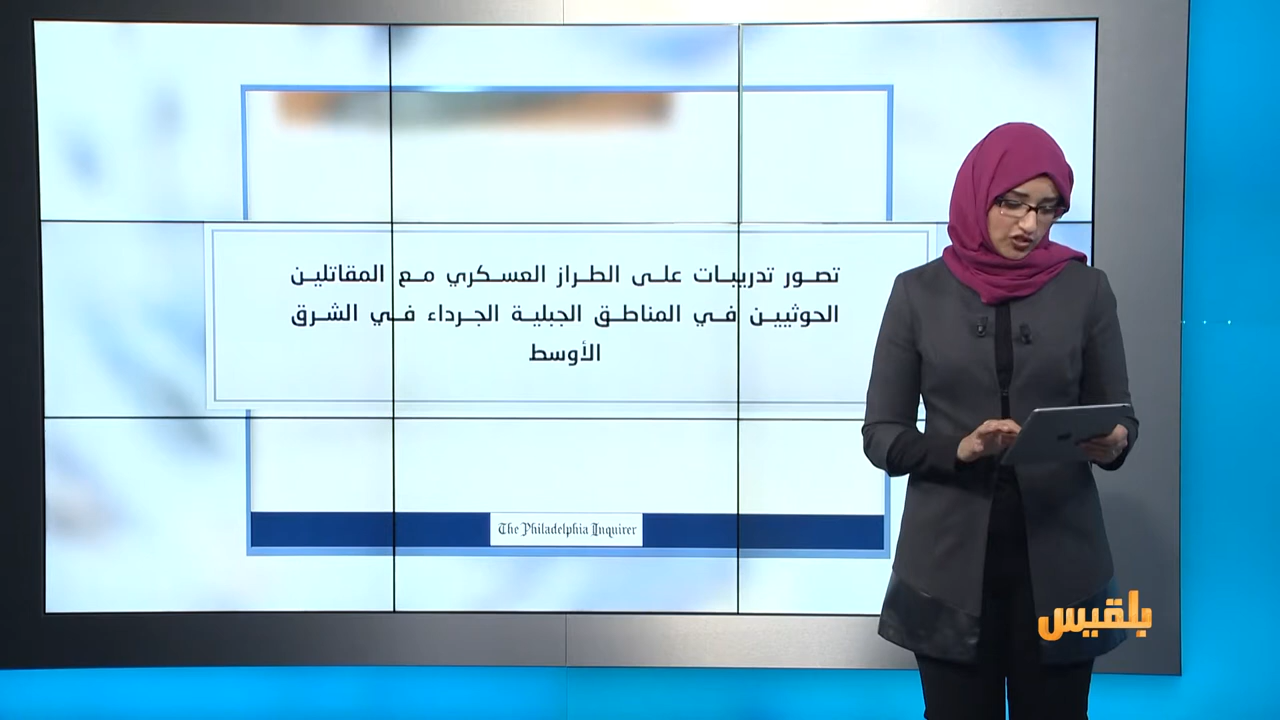 تصور تدريبات على الطراز العسكري مع المقاتلين
الحوثيين في المناطق الجبلية الجرداء في الشرق
الأوسط
The Philadelphia Inquirer
بلقيس